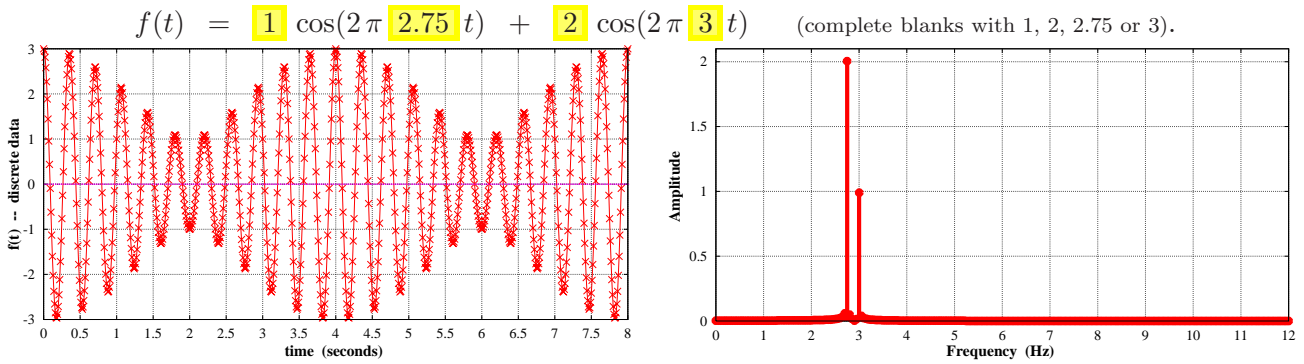 f(t) = 1 cos(2 π 2.75 t) + 2 cos(2 π 3 t) (complete blanks with 1, 2, 2.75 or 3).
f(t) -- discrete data
3
2
1
0
-1
-2
-3
0 0.5 1 1.5 2 2.5 3 3.5 4 4.5 5 5.5 6 6.5 7 7.5 8
time (seconds)
Amplitude
2
1.5
1
0.5
0
0 1 2 3 4 5 6 7 8 9 10 11 12
Frequency (Hz)